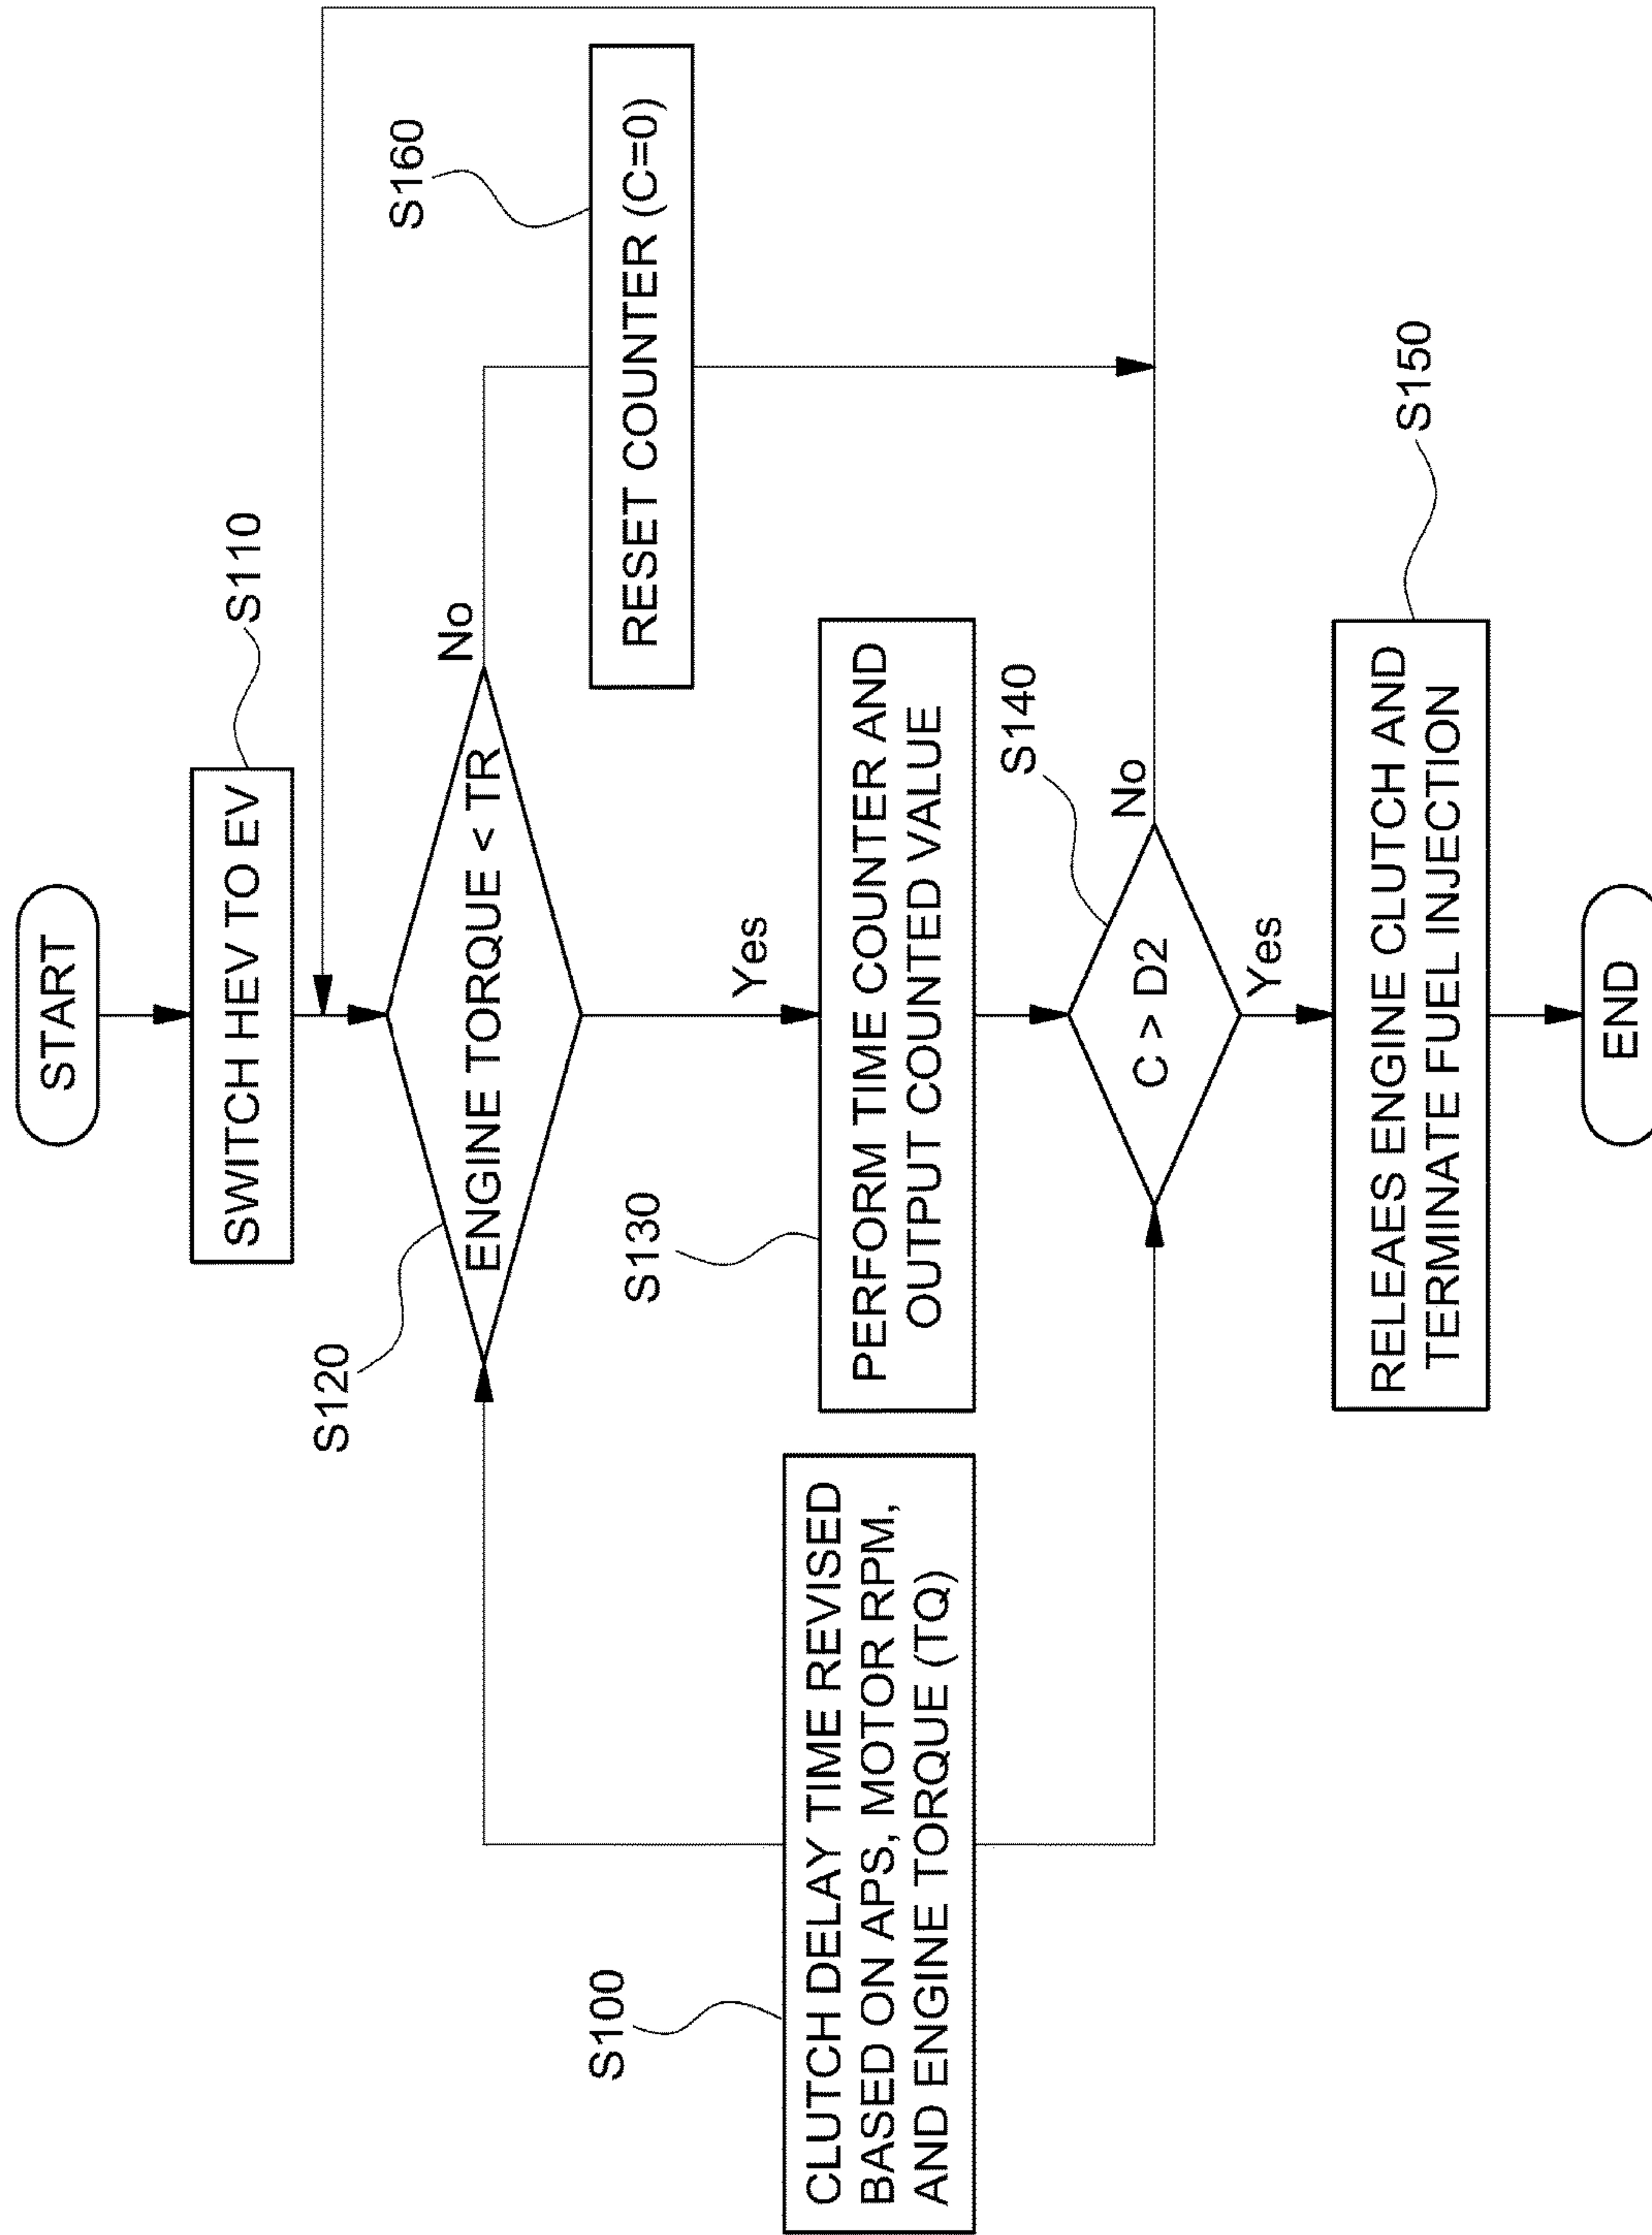 START
SWITCH HEV TO EV
S110
S120
ENGINE TORQUE < TR
No
Yes
S160
RESET COUNTER (C=0)
S130
PERFORM TIME COUNTER AND
OUTPUT COUNTED VALUE
S100
CLUTCH DELAY TIME REVISED
BASED ON APS, MOTOR RPM,
AND ENGINE TORQUE (TQ)
S140
C > D2
No
Yes
RELEAES ENGINE CLUTCH AND
TERMINATE FUEL INJECTION
S150
END